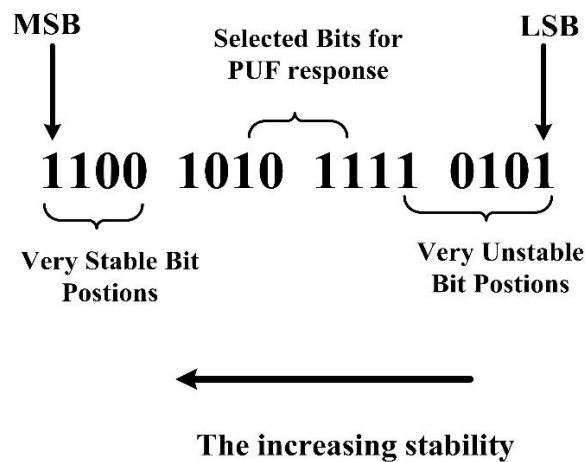 MSB
Selected Bits for
PUF response
LSB
1100 1010 1111 0101
Very Stable Bit
Postions
Very Unstable
Bit Postions
The increasing stability